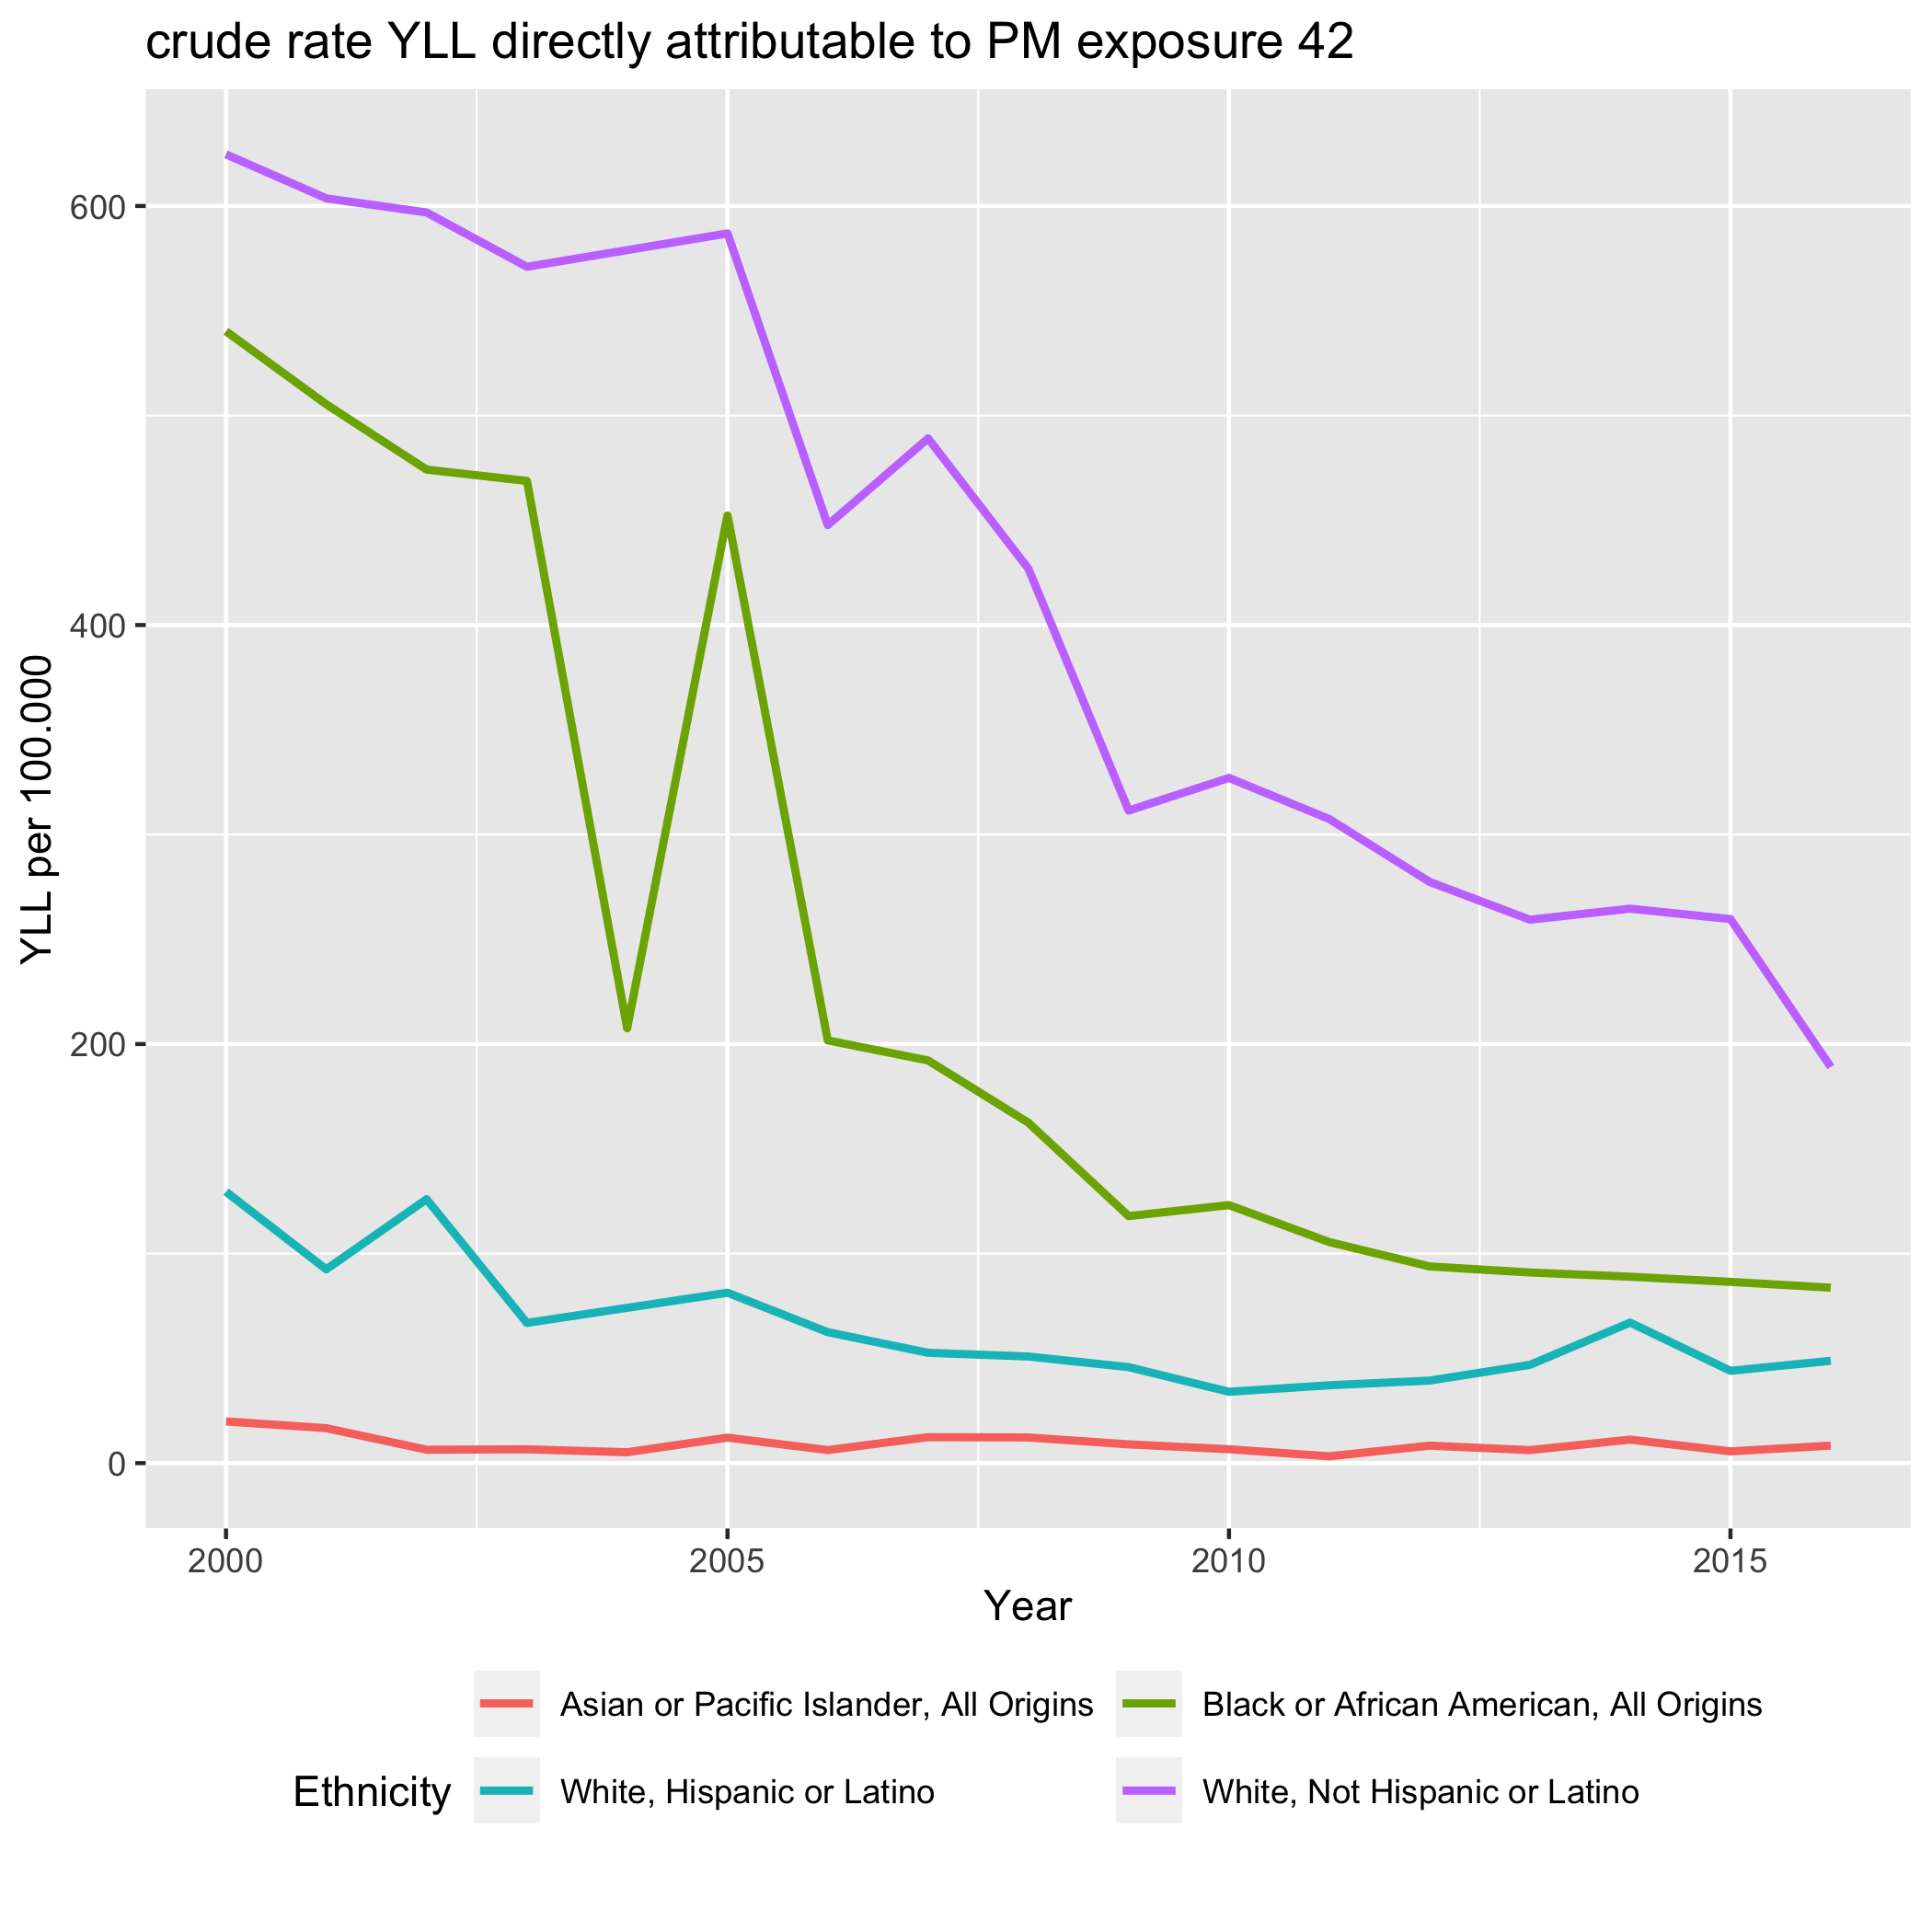 crude rate YLL directly attributable to PM exposure 42
YLL per 100.000
600
400
200
0
2000 2005 2010 2015
Year
Ethnicity
Asian or Pacific Islander, All Origins
Black or African American, All Origins
White, Hispanic or Latino
White, Not Hispanic or Latino